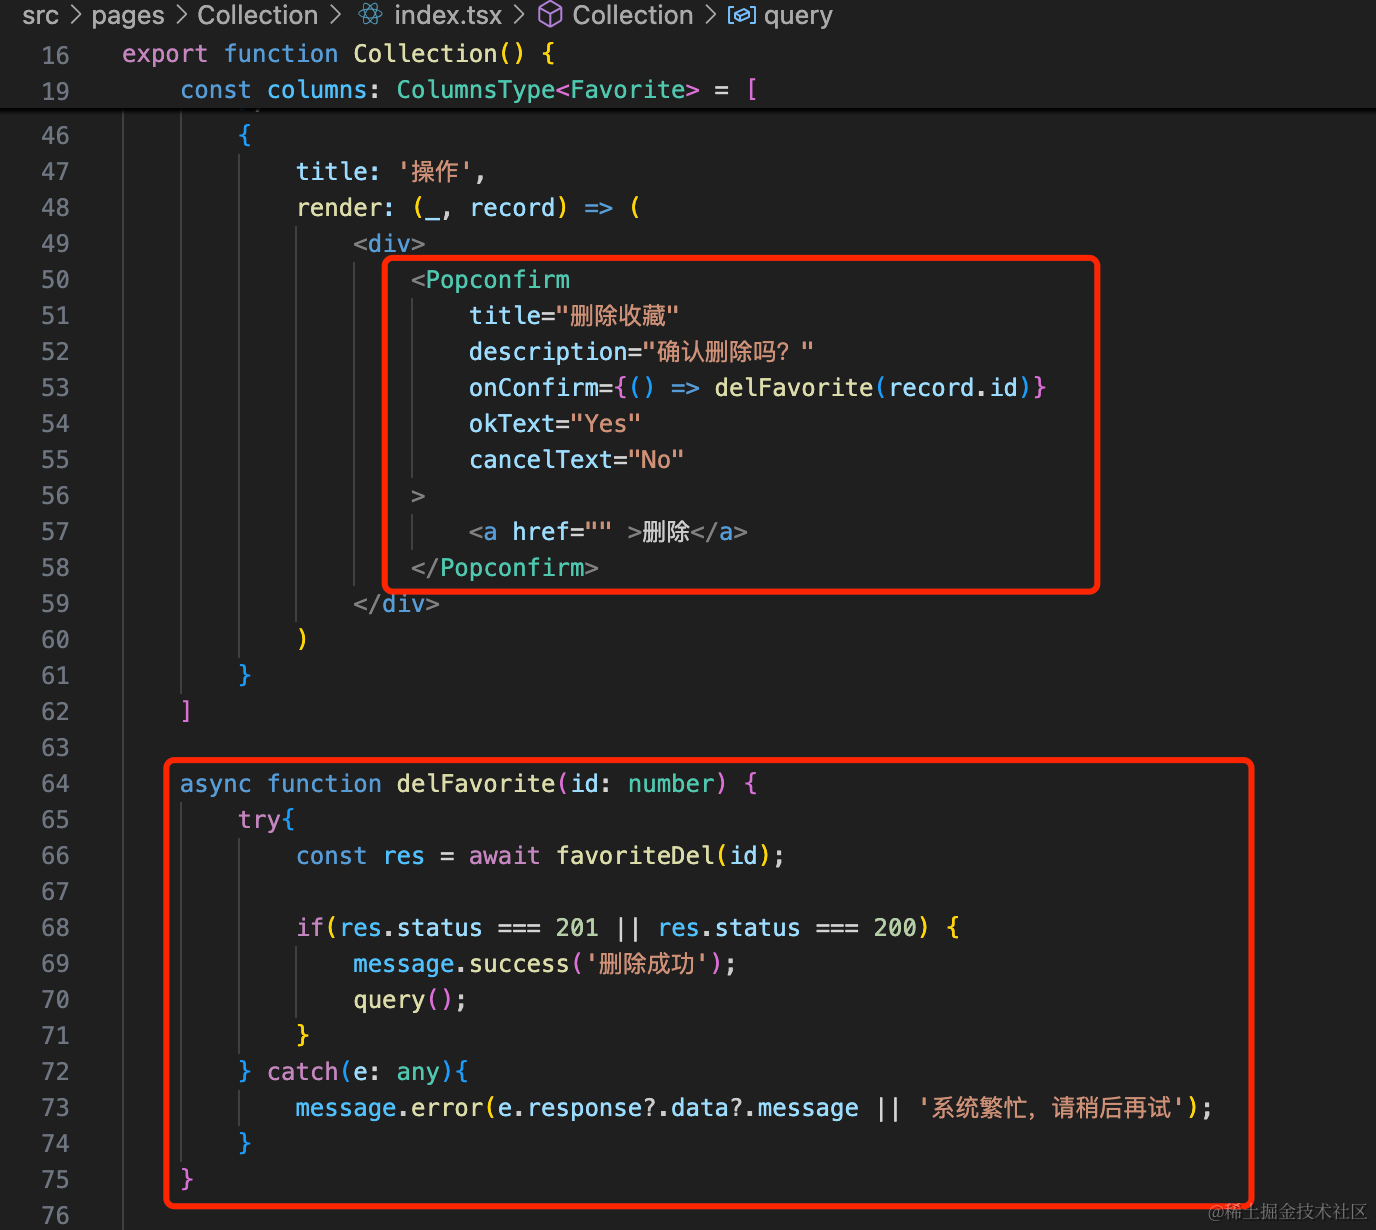 src > pages > Collection > index.tsx > Collection > query
16 export function Collection() {
19 const columns: ColumnsType<Favorite> = [
46 {
47 title: '操作',
48 render: (_, record) => (
49 <div>
50 <Popconfirm
51 title="删除收藏"
52 description="确认删除吗？"
53 onConfirm={() => delFavorite(record.id)}
54 okText="Yes"
55 cancelText="No"
56 >
57 <a href="" >删除</a>
58 </Popconfirm>
59 </div>
60 )
61 }
62 ]
63
64 async function delFavorite(id: number) {
65 try{
66 const res = await favoriteDel(id);
67
68 if(res.status === 201 || res.status === 200) {
69 message.success('删除成功');
70 query();
71 }
72 } catch(e: any){
73 message.error(e.response?.data?.message || '系统繁忙，请稍后再试');
74 }
75 }
76
@稀土掘金技术社区